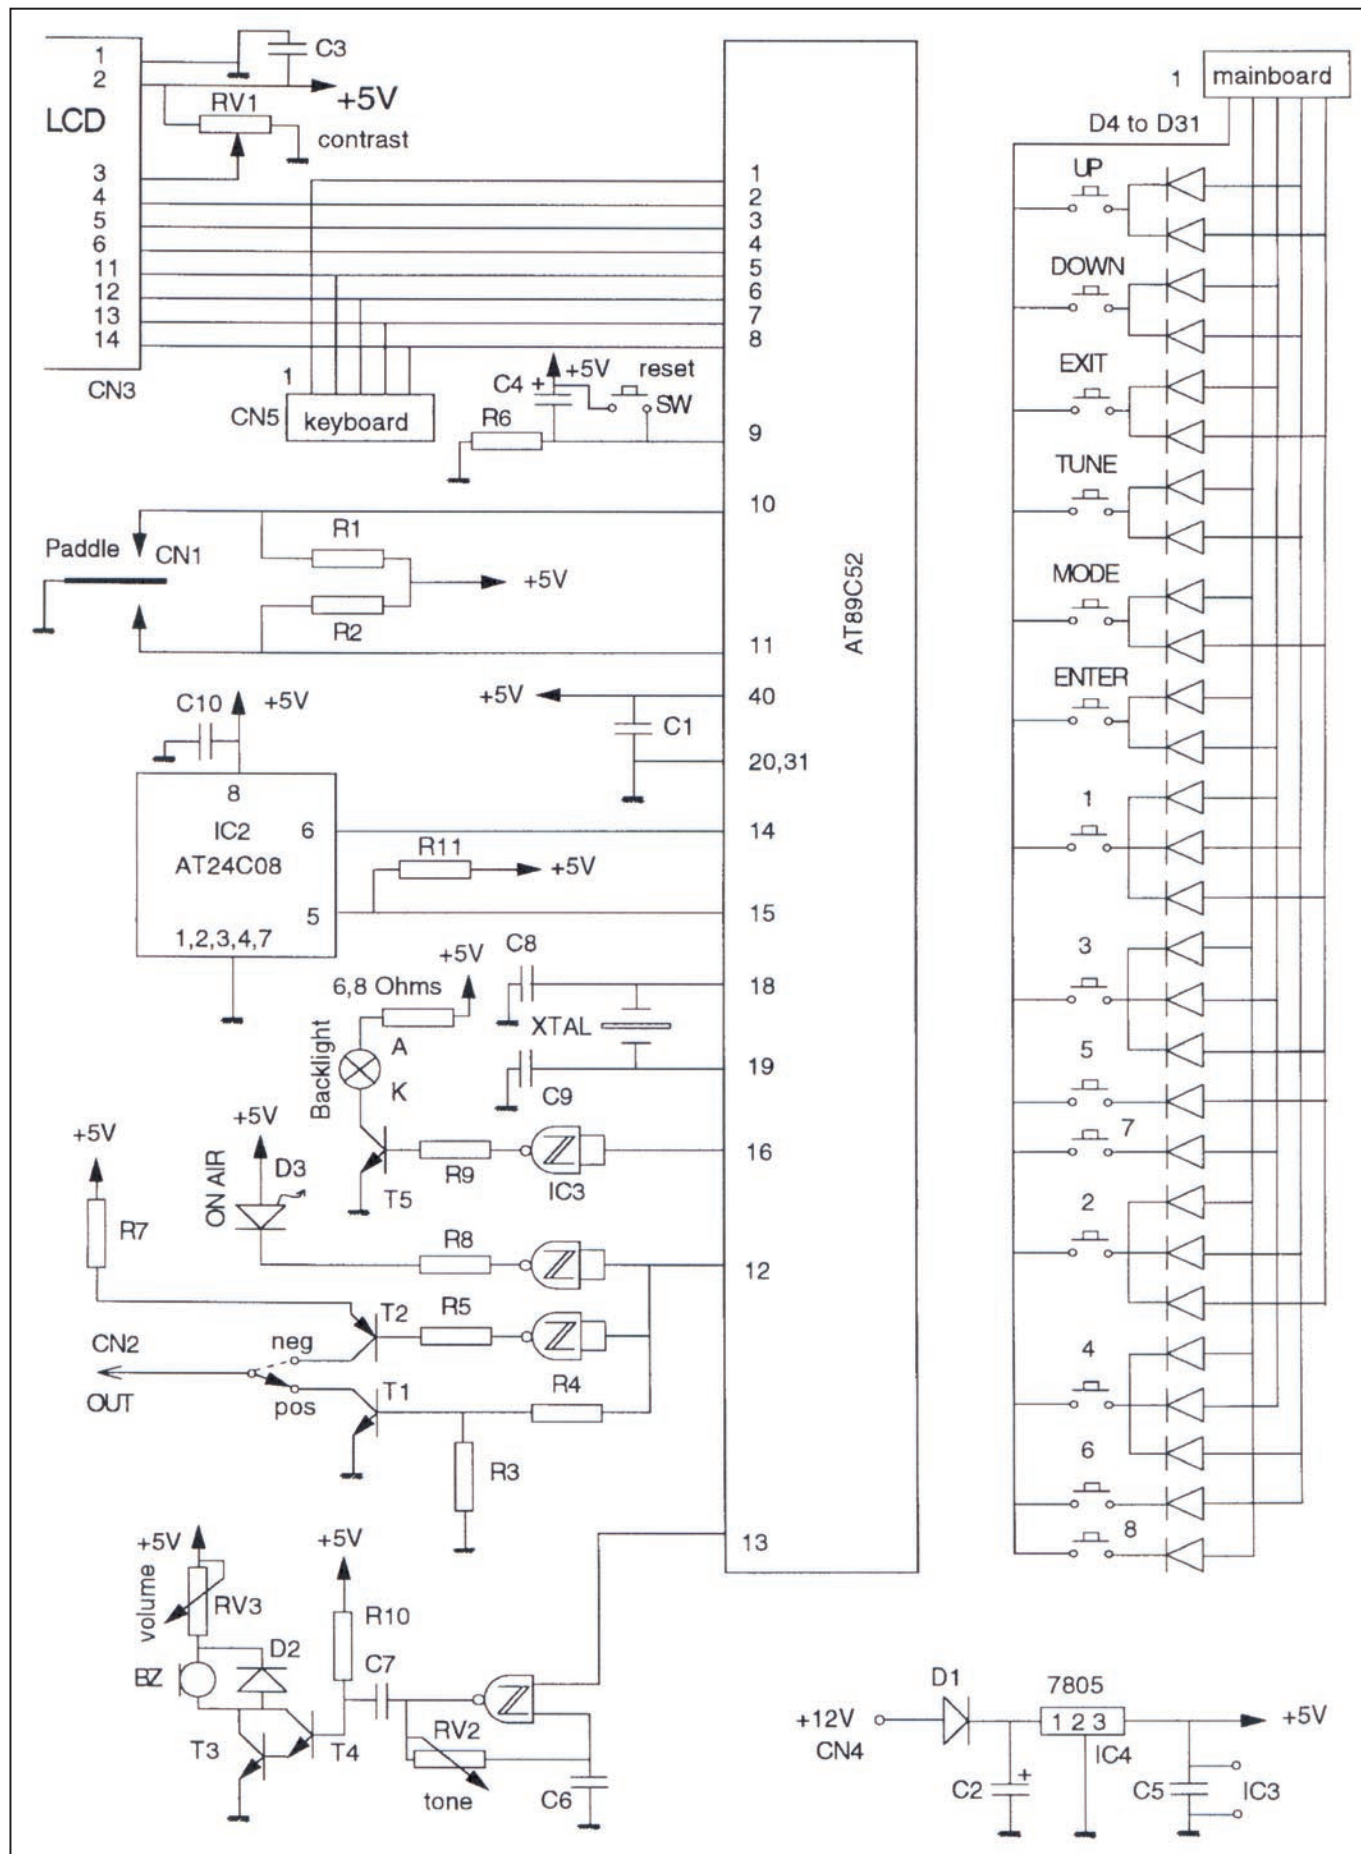 1
2
LCD
3
4
5
6
11
12
13
14
CN3
C3
+5V
RV1
contrast
1
CN5
keyboard
C4 +
+5V
reset
SW
R6
1
2
3
4
5
6
7
8
9
10
11
40
20,31
14
15
18
19
16
12
13
AT89C52
Paddle
CN1
R1
R2
+5V
C10
+5V
+5V
C1
8
IC2
AT24C08
6
5
1,2,3,4,7
R11
+5V
6,8 Ohms
+5V
Backlight
A
K
C8
XTAL
C9
T5
R9
IC3
+5V
R7
+5V
ON AIR
D3
R8
R5
T2
CN2
OUT
neg
pos
T1
R4
R3
+5V
volume
RV3
BZ
D2
T3
T4
+5V
R10
C7
RV2
tone
C6
1
mainboard
D4 to D31
UP
DOWN
EXIT
TUNE
MODE
ENTER
1
3
5
7
2
4
6
8
+12V
CN4
D1
7805
1 2 3
IC4
+5V
C2
+
C5
IC3